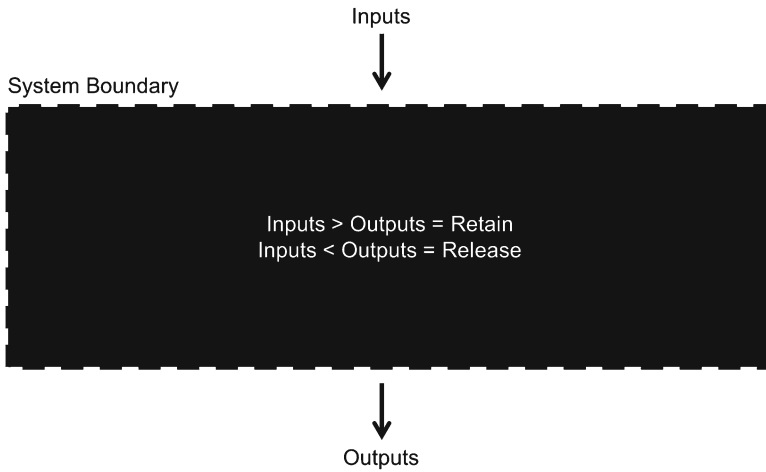 Inputs
System Boundary
Inputs > Outputs = Retain
Inputs < Outputs = Release
Outputs